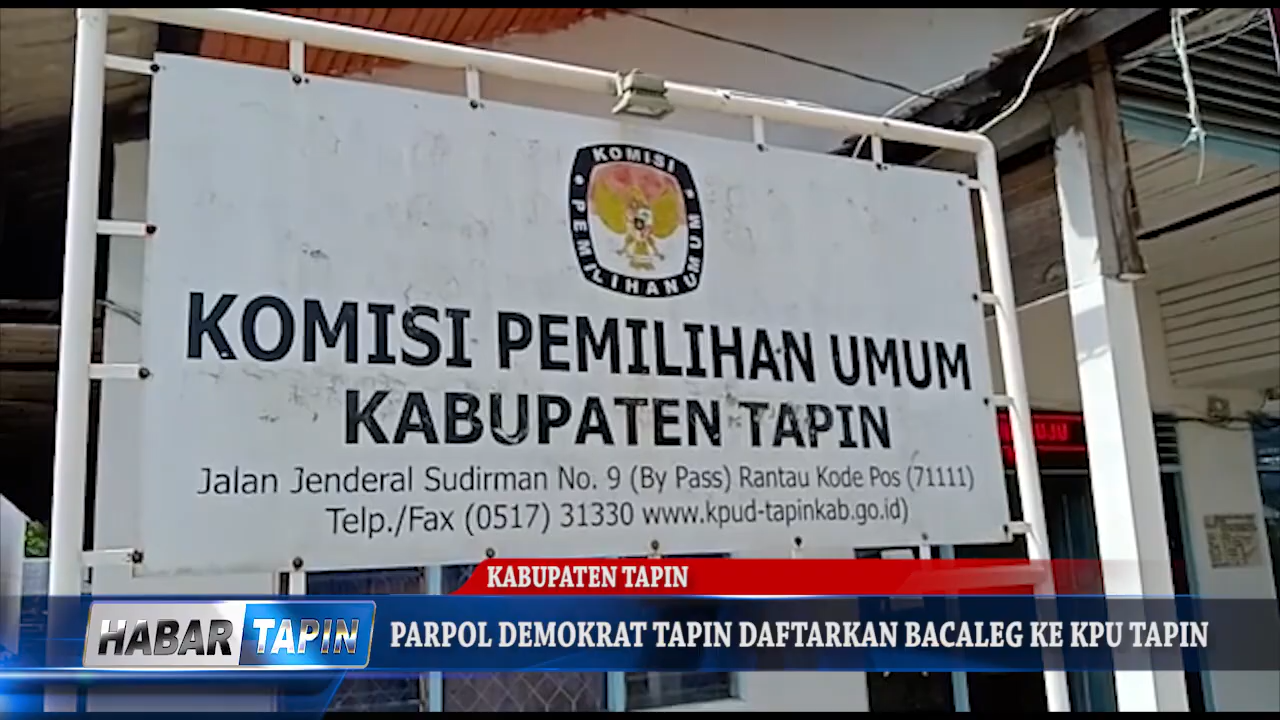 KOMISI
PEMILIHAN UMUM
KOMISI PEMILIHAN UMUM
KABUPATEN TAPIN
Jalan Jenderal Sudirman No. 9 (By Pass) Rantau Kode Pos (71111)
Telp./Fax (0517) 31330 www.kpud-tapinkab.go.id)
KABUPATEN TAPIN
HABAR TAPIN
PARPOL DEMOKRAT TAPIN DAFTARKAN BACALEG KE KPU TAPIN